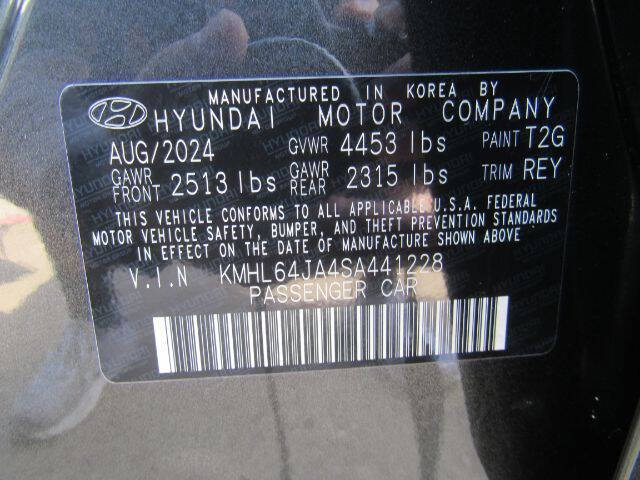 MANUFACTURED IN KOREA BY
HYUNDAI MOTOR COMPANY
AUG/2024 GVWR 4453 lbs PAINT T2G
GAWR FRONT 2513 lbs GAWR REAR 2315 lbs TRIM REY
THIS VEHICLE CONFORMS TO ALL APPLICABLE U.S.A. FEDERAL
MOTOR VEHICLE SAFETY, BUMPER, AND THEFT PREVENTION STANDARDS
IN EFFECT ON THE DATE OF MANUFACTURE SHOWN ABOVE
V.I.N KMHL64JA4SA441228
PASSENGER CAR